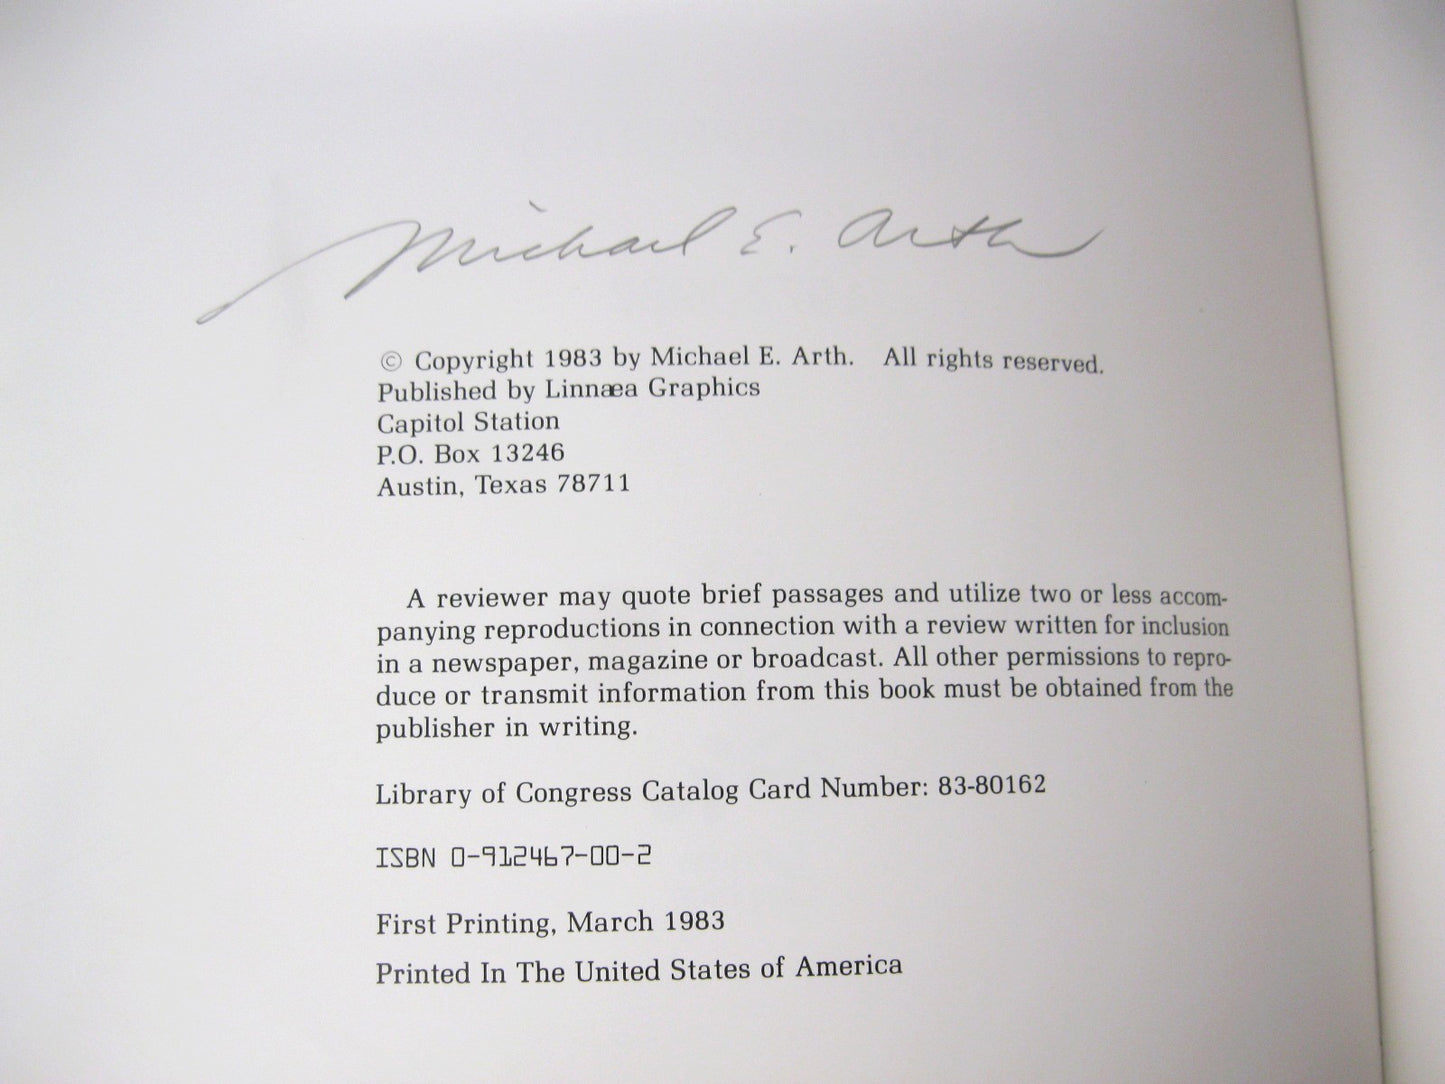 Michael E. Arth
© Copyright 1983 by Michael E. Arth. All rights reserved.
Published by Linnæa Graphics
Capitol Station
P.O. Box 13246
Austin, Texas 78711
A reviewer may quote brief passages and utilize two or less accom-
panying reproductions in connection with a review written for inclusion
in a newspaper, magazine or broadcast. All other permissions to repro-
duce or transmit information from this book must be obtained from the
publisher in writing.
Library of Congress Catalog Card Number: 83-80162
ISBN 0-912467-00-2
First Printing, March 1983
Printed In The United States of America